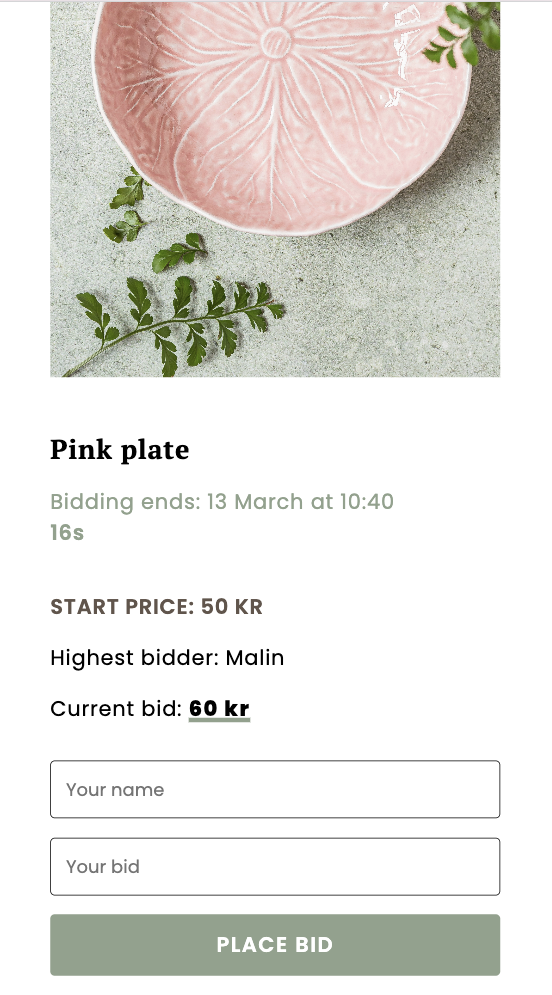 Pink plate
Bidding ends: 13 March at 10:40
16s
START PRICE: 50 KR
Highest bidder: Malin
Current bid: 60 kr
Your name
Your bid
PLACE BID